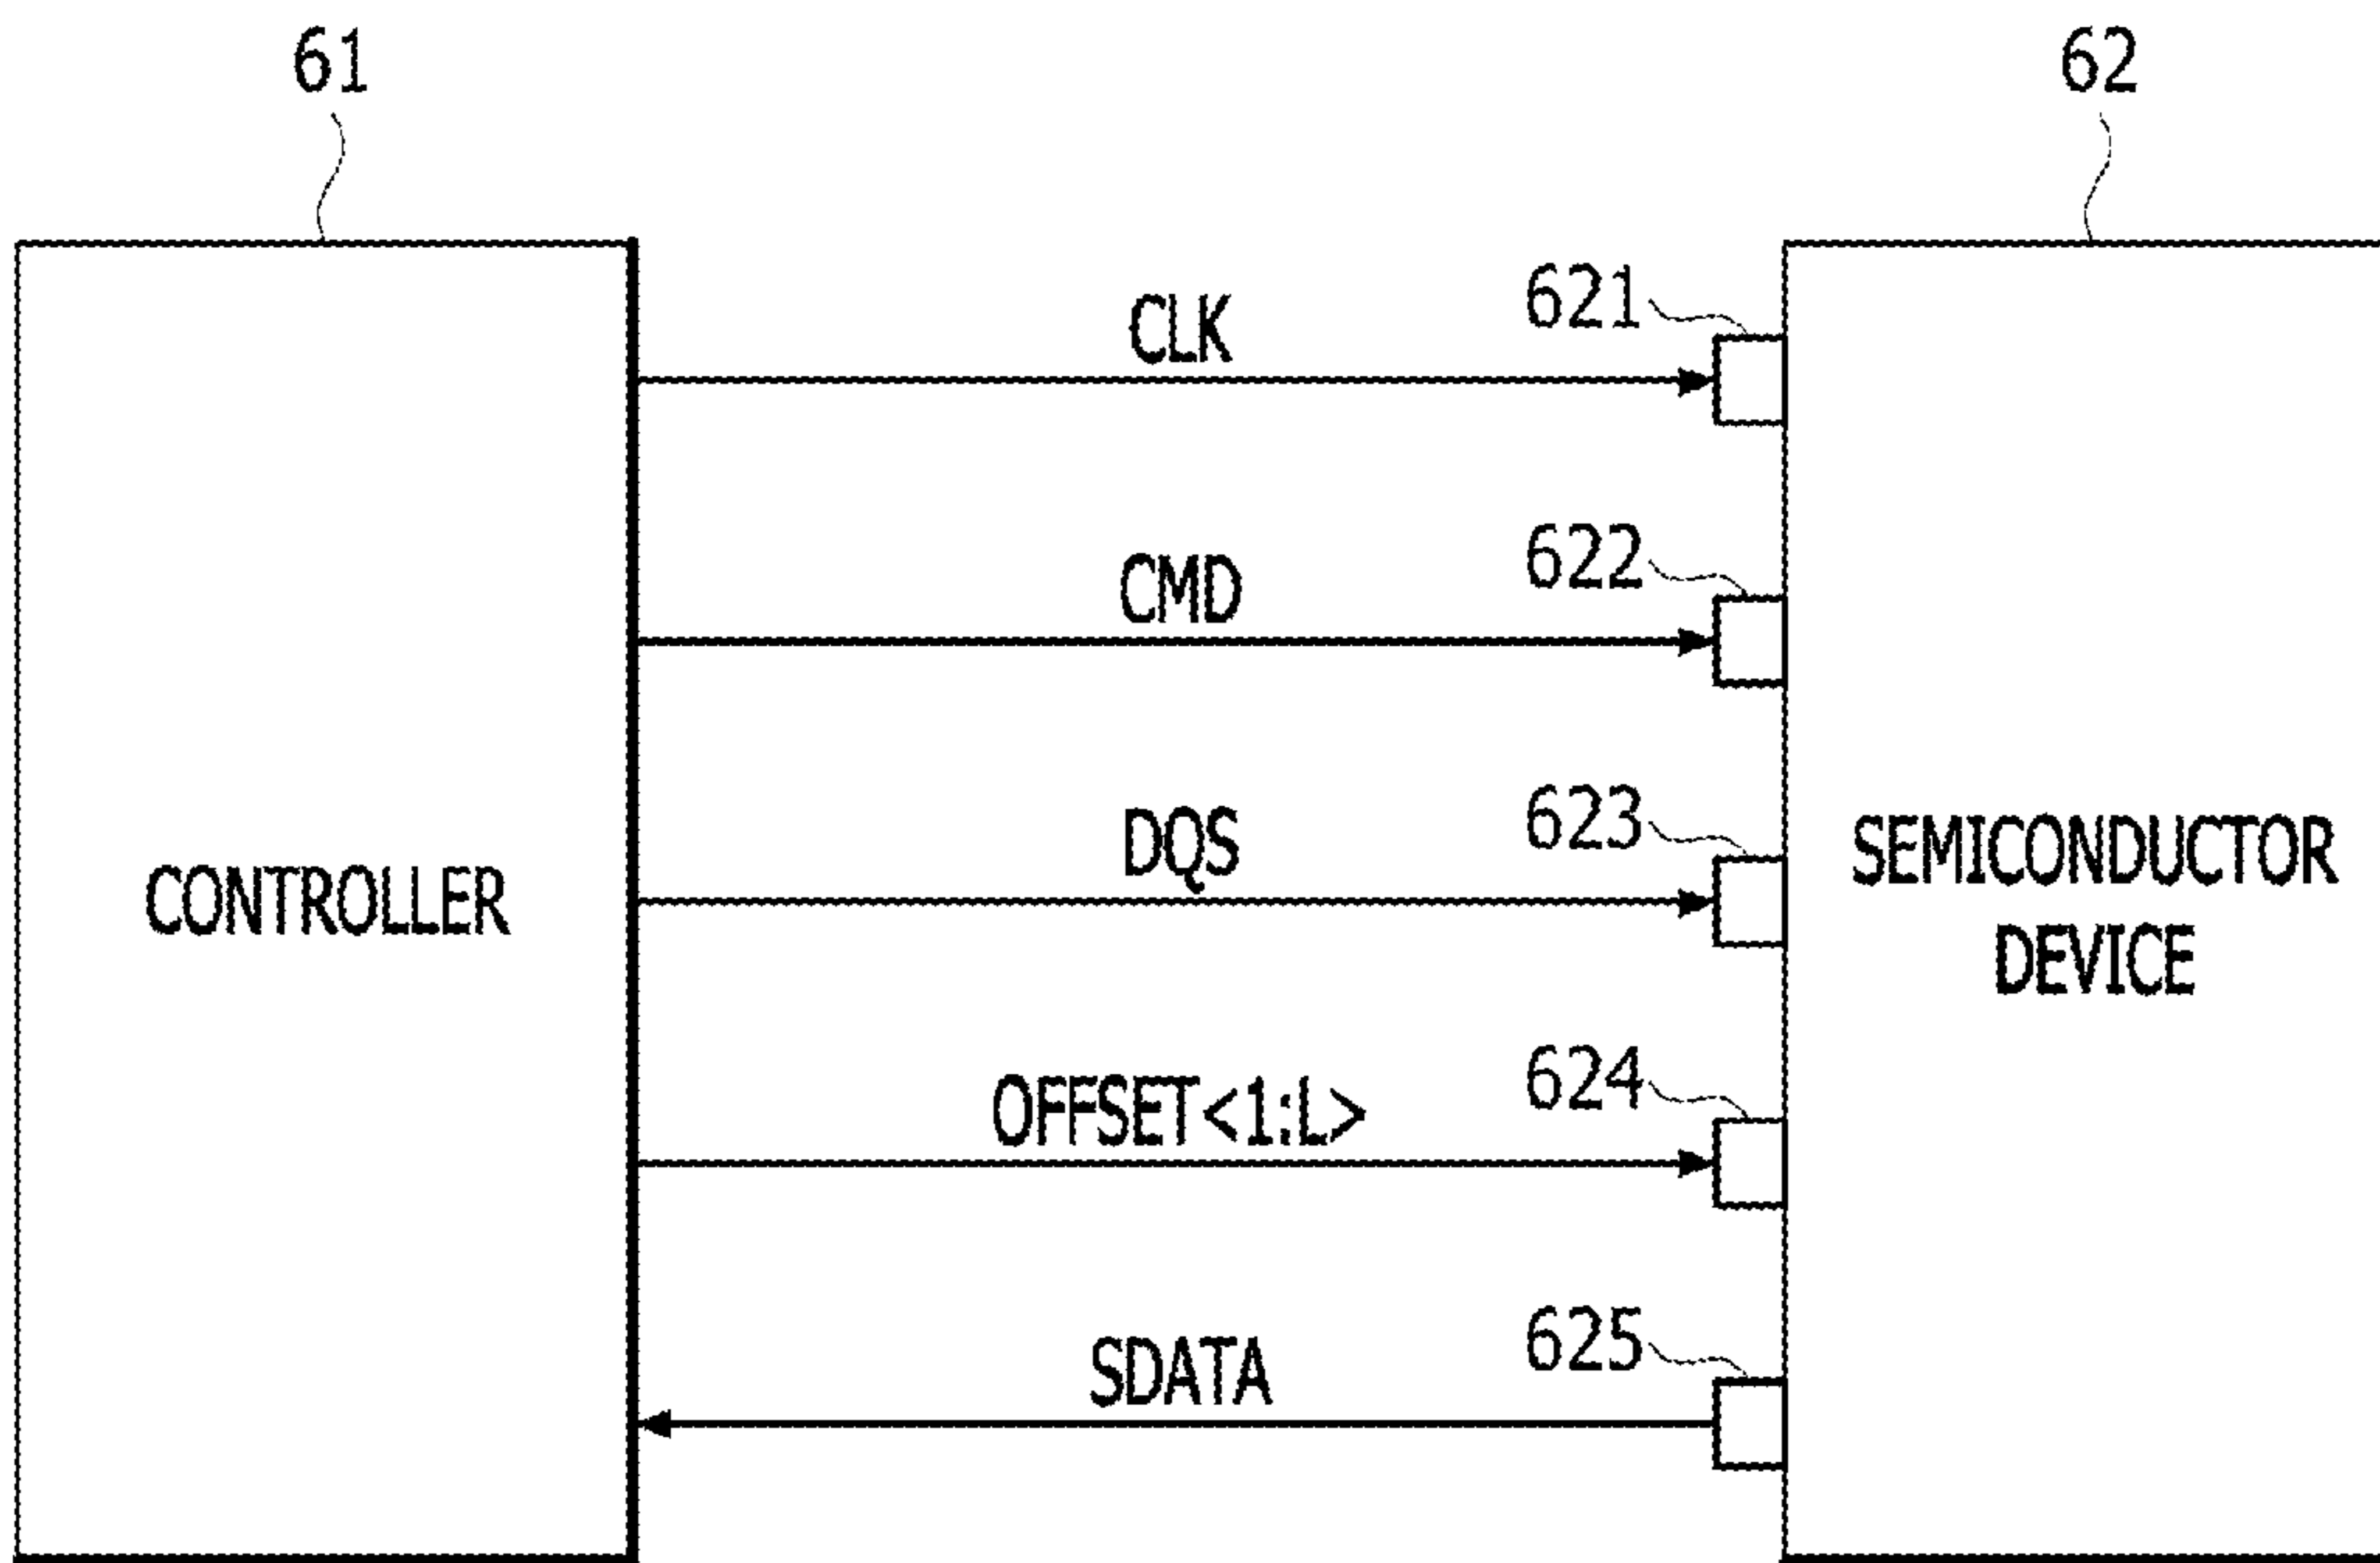 61
62
CLK
621
CMD
622
DQS
623
CONTROLLER
SEMICONDUCTOR
DEVICE
OFFSET<1:L>
624
SDATA
625